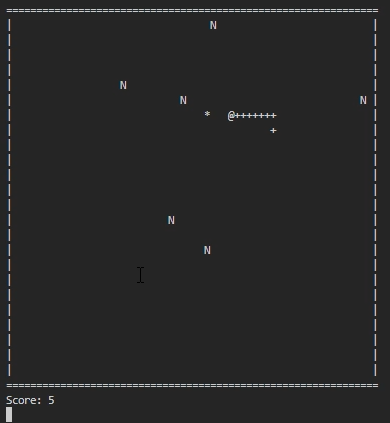 ==============================================================
|                                 N                          |
|                                                            |
|                                                            |
|                                                            |
|                  N                                         |
|                            N                             N |
|                                *   @+++++++                |
|                                           +                |
|                                                            |
|                                                            |
|                                                            |
|                                                            |
|                                                            |
|                          N                                 |
|                                                            |
|                                N                           |
|                                                            |
|                                                            |
|                                                            |
|                                                            |
|                                                            |
|                                                            |
|                                                            |
|                                                            |
==============================================================
Score: 5